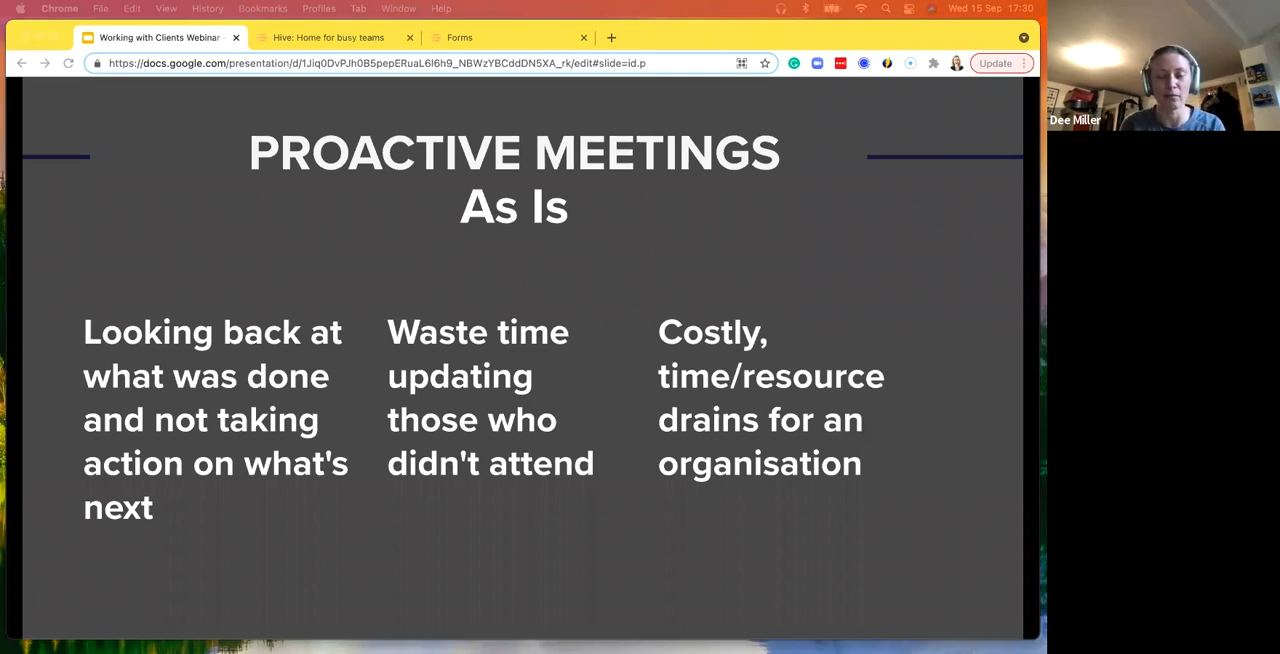 Chrome File Edit View History Bookmarks Profiles Tab Window Help Wed 15 Sep 17:30
Working with Clients Webinar Hive: Home for busy teams Forms
https://docs.google.com/presentation/d/1Jiq0DvPJh0B5pepERuaL6l6h9_NBWzYBCddDN5XA_rk/edit#slide=id.p Update
Dee Miller
PROACTIVE MEETINGS
As Is
Looking back at
what was done
and not taking
action on what's
next
Waste time
updating
those who
didn't attend
Costly,
time/resource
drains for an
organisation